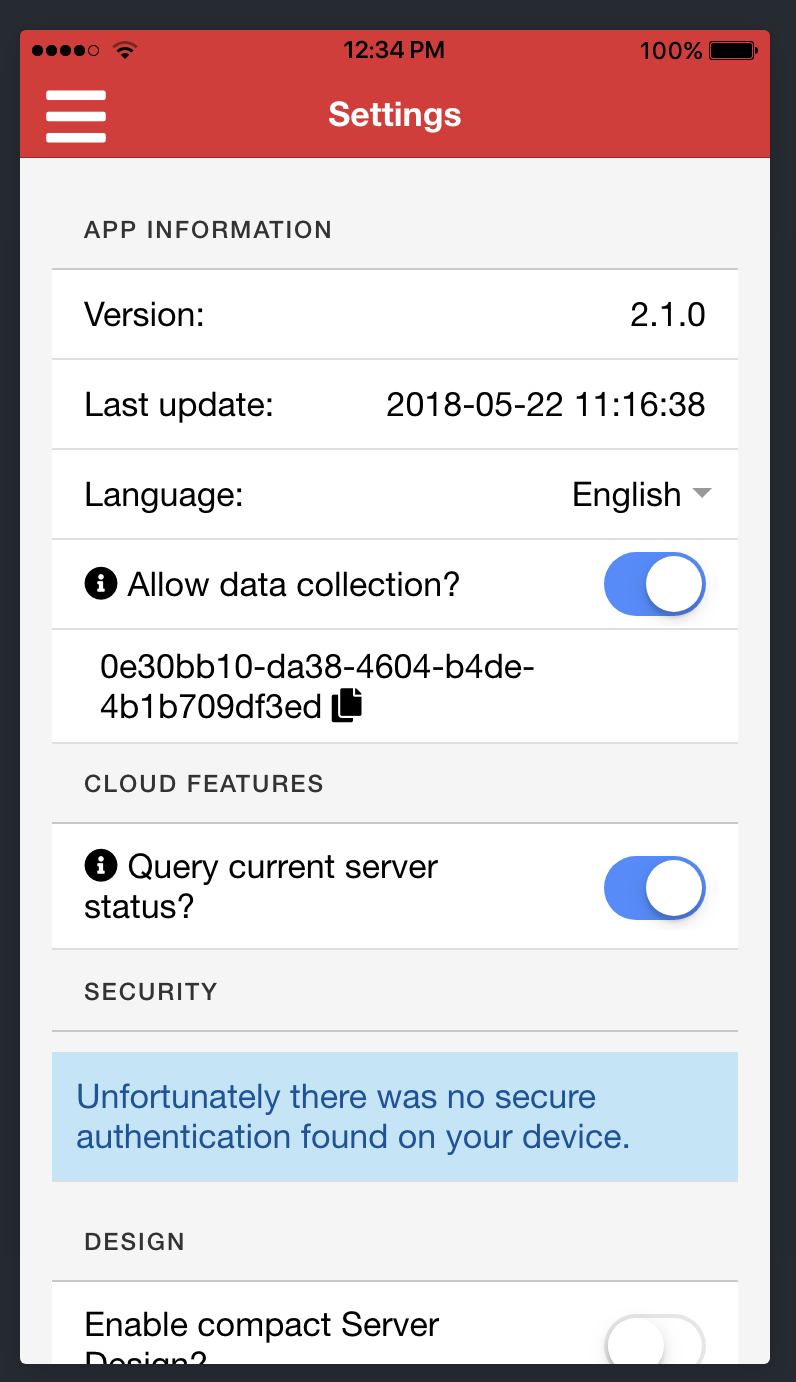 12:34 PM
100%
Settings
APP INFORMATION
Version: 2.1.0
Last update: 2018-05-22 11:16:38
Language: English
Allow data collection?
0e30bb10-da38-4604-b4de-
4b1b709df3ed
CLOUD FEATURES
Query current server
status?
SECURITY
Unfortunately there was no secure
authentication found on your device.
DESIGN
Enable compact Server
Design?